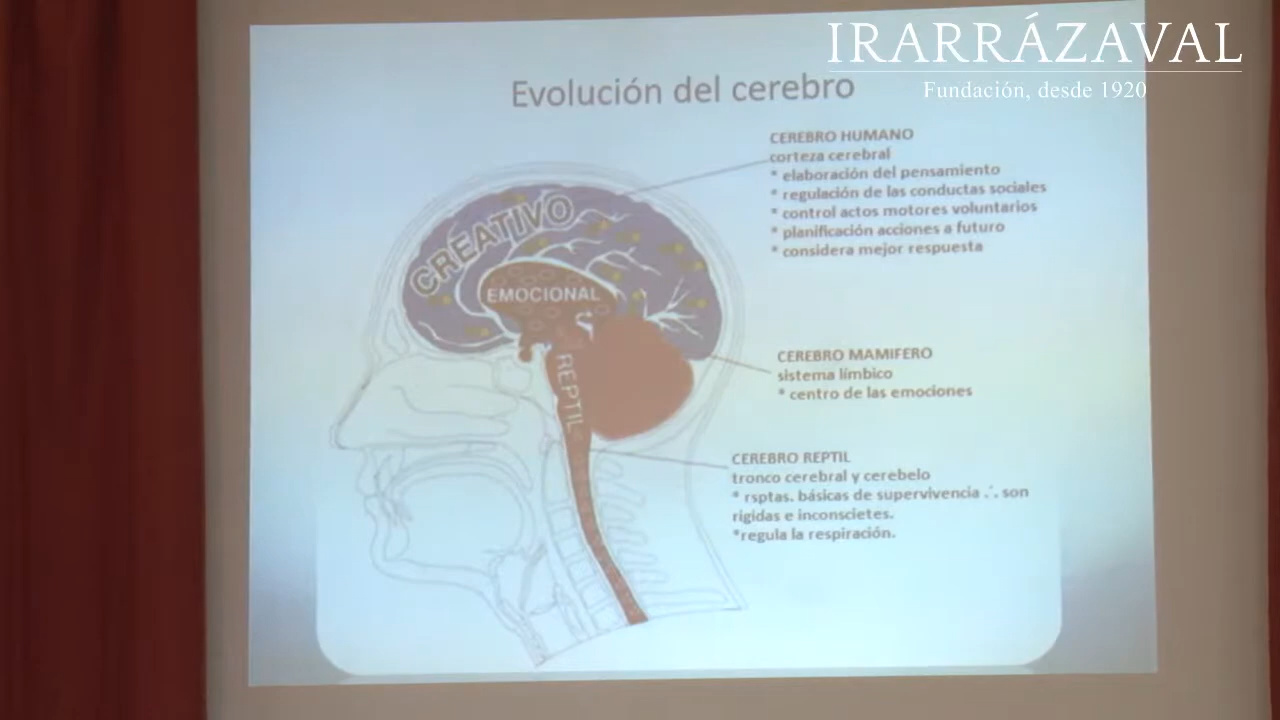 IRARRÁZAVAL
Fundación, desde 1920
Evolución del cerebro
CEREBRO HUMANO
corteza cerebral
* elaboración del pensamiento
* regulación de las conductas sociales
* control actos motores voluntarios
* planificación acciones a futuro
* considera mejor respuesta
CREATIVO
EMOCIONAL
REPTIL
CEREBRO MAMIFERO
sistema límbico
* centro de las emociones
CEREBRO REPTIL
tronco cerebral y cerebelo
* rsptas. básicas de supervivencia ∴ son
rigidas e inconscietes.
*regula la respiración.